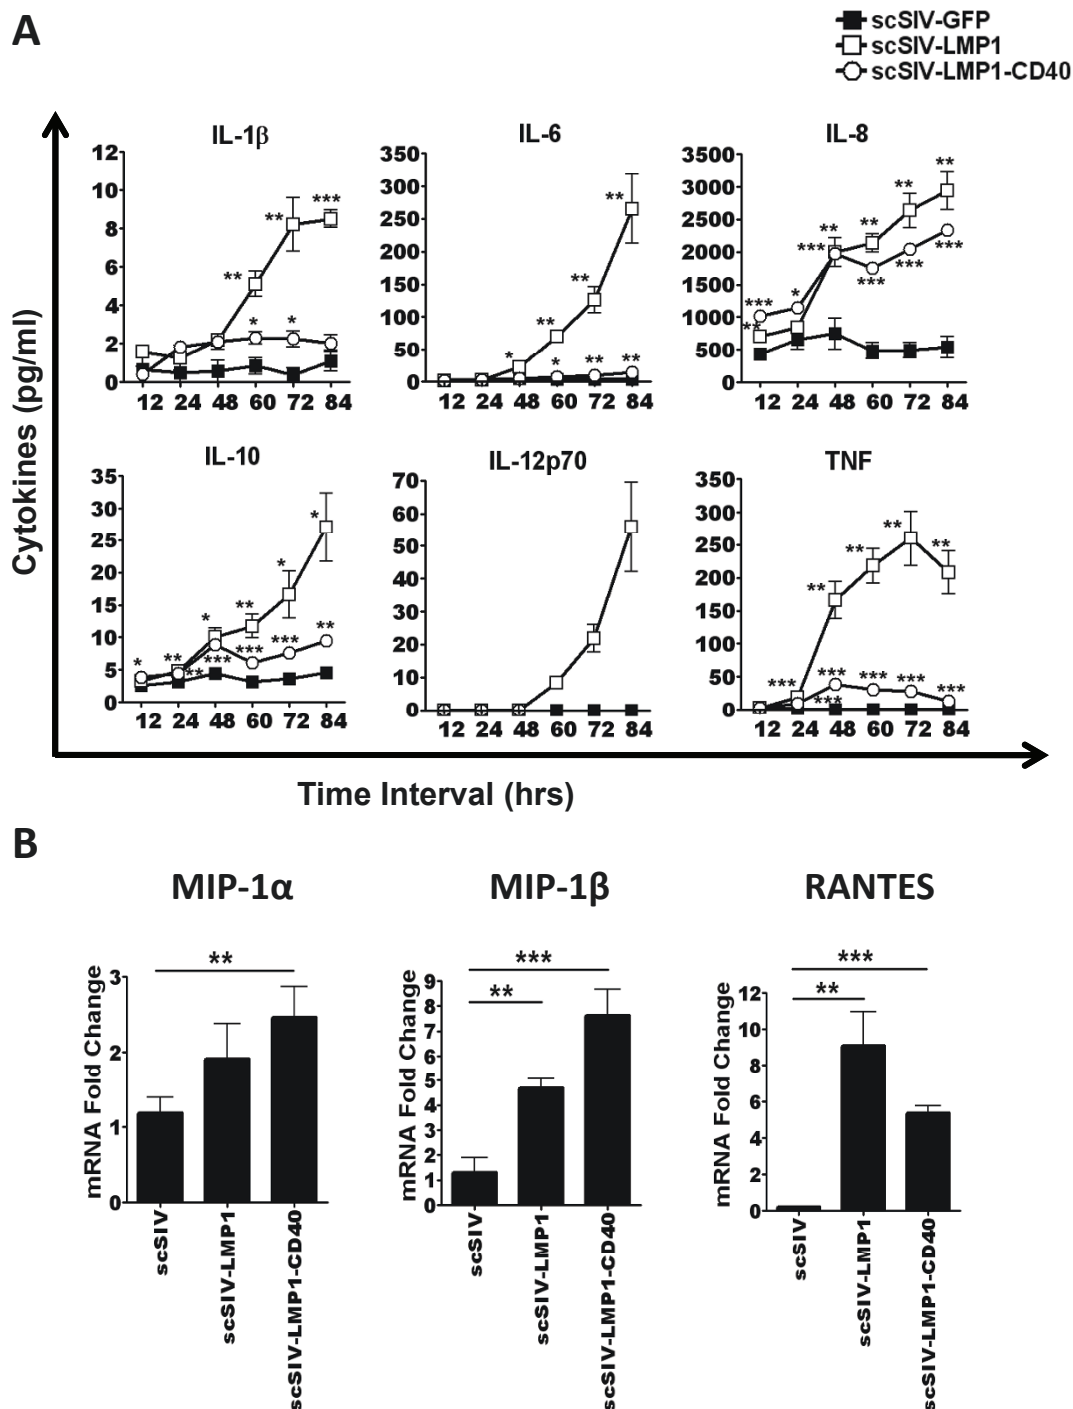 A
scSIV-GFP
scSIV-LMP1
scSIV-LMP1-CD40
Cytokines (pg/ml)
IL-1β
12
10
8
6
4
2
0
** ** *** * *
12 24 48 60 72 84
IL-6
350
300
250
200
150
100
50
0
* ** ** ** * ** **
12 24 48 60 72 84
IL-8
3500
3000
2500
2000
1500
1000
500
0
** ** ** ** ** *** * *** *** *** ***
12 24 48 60 72 84
IL-10
35
30
25
20
15
10
5
0
* ** * ** * * ** *** *** *** **
12 24 48 60 72 84
IL-12p70
70
60
50
40
30
20
10
0
12 24 48 60 72 84
TNF
350
300
250
200
150
100
50
0
*** ** ** ** ** *** *** *** *** ***
12 24 48 60 72 84
Time Interval (hrs)
B
MIP-1α
mRNA Fold Change
3
2
1
0
**
scSIV
scSIV-LMP1
scSIV-LMP1-CD40
MIP-1β
mRNA Fold Change
9
8
7
6
5
4
3
2
1
0
***
**
scSIV
scSIV-LMP1
scSIV-LMP1-CD40
RANTES
mRNA Fold Change
12
10
8
6
4
2
0
***
**
scSIV
scSIV-LMP1
scSIV-LMP1-CD40